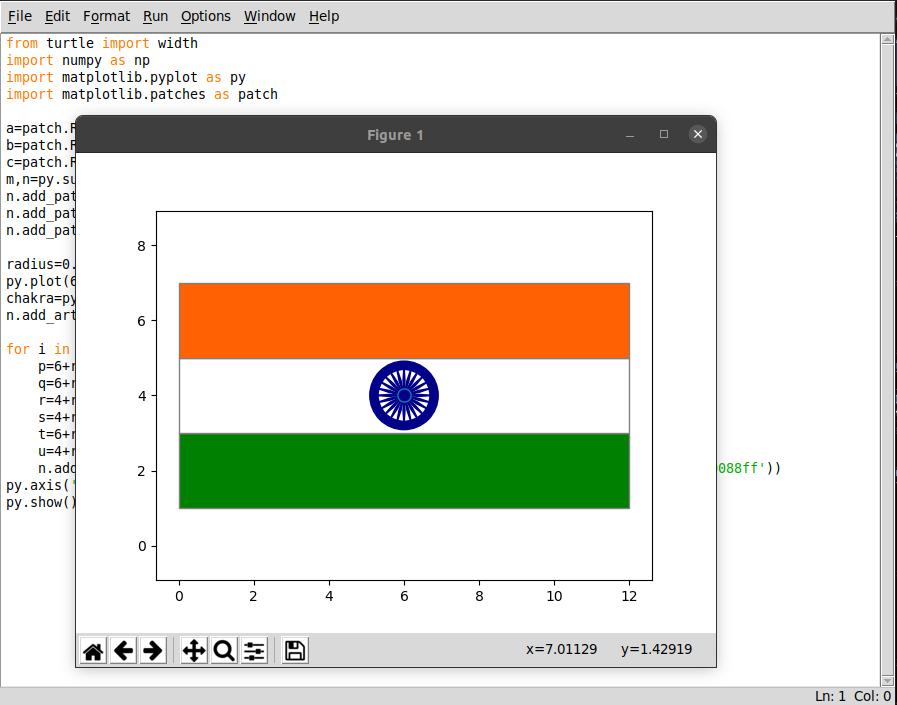 File Edit Format Run Options Window Help
from turtle import width
import numpy as np
import matplotlib.pyplot as py
import matplotlib.patches as patch
a=patch.R
b=patch.R
c=patch.R
m,n=py.su
n.add_pat
n.add_pat
n.add_pat
radius=0.
py.plot(6
chakra=py
n.add_art
for i in
p=6+r
q=6+r
r=4+r
s=4+r
t=6+r
u=4+r
n.add
088ff'))
py.axis('
py.show()
Figure 1
8
6
4
2
0
0 2 4 6 8 10 12
x=7.01129 y=1.42919
Ln: 1 Col: 0